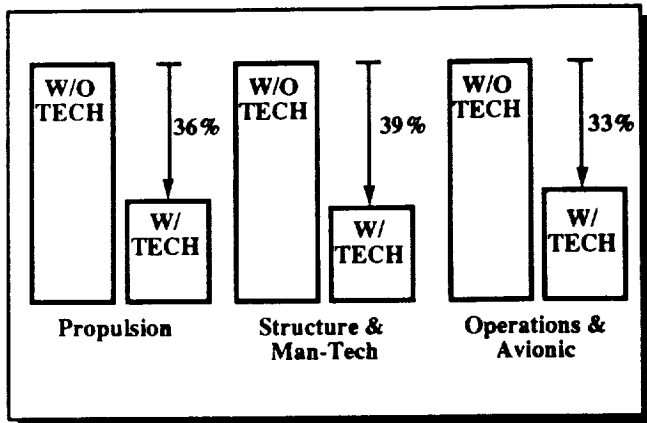 W/O
TECH
36%
W/
TECH
Propulsion
W/O
TECH
39%
W/
TECH
Structure &
Man-Tech
W/O
TECH
33%
W/
TECH
Operations &
Avionic